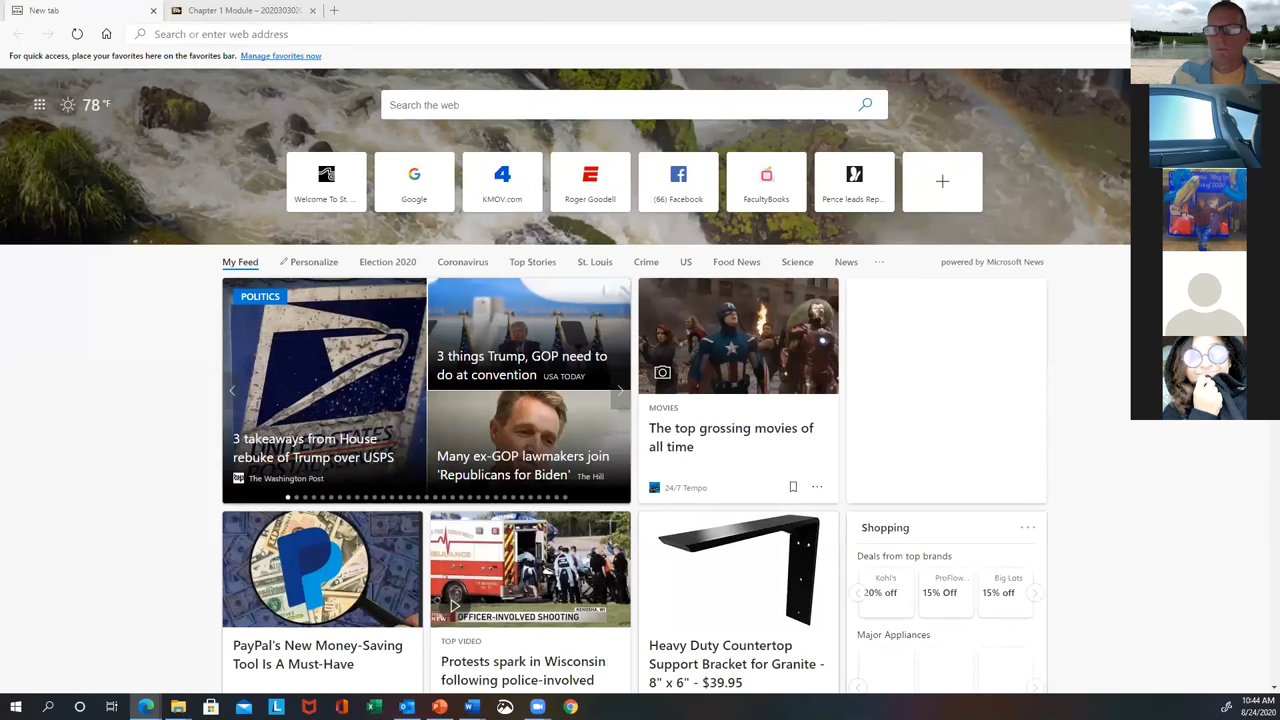 New tab
Chapter 1 Module – 2020303020
Search or enter web address
For quick access, place your favorites here on the favorites bar. Manage favorites now
78 °F
Search the web
Welcome To St. ...
Google
KMOV.com
Roger Goodell
(66) Facebook
FacultyBooks
Pence leads Rep...
My Feed
Personalize
Election 2020
Coronavirus
Top Stories
St. Louis
Crime
US
Food News
Science
News
powered by Microsoft News
POLITICS
UNITED STATES
POSTAL
3 takeaways from House
rebuke of Trump over USPS
The Washington Post
3 things Trump, GOP need to
do at convention USA TODAY
Many ex-GOP lawmakers join
'Republicans for Biden' The Hill
MOVIES
The top grossing movies of
all time
24/7 Tempo
PayPal's New Money-Saving
Tool Is A Must-Have
KENOSHA, WI
OFFICER-INVOLVED SHOOTING
TOP VIDEO
Protests spark in Wisconsin
following police-involved
Heavy Duty Countertop
Support Bracket for Granite -
8" x 6" - $39.95
Shopping
Deals from top brands
Kohl's
20% off
ProFlow...
15% Off
Big Lots
15% off
Major Appliances
10:44 AM
8/24/2020